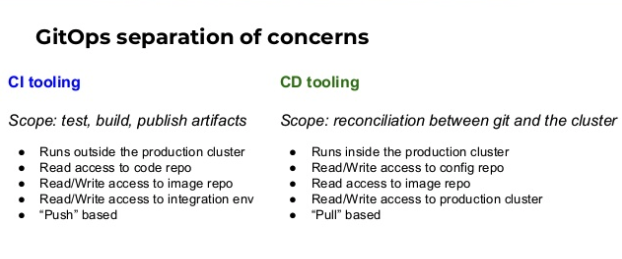 GitOps separation of concerns
CI tooling
Scope: test, build, publish artifacts
● Runs outside the production cluster
● Read access to code repo
● Read/Write access to image repo
● Read/Write access to integration env
● “Push” based
CD tooling
Scope: reconciliation between git and the cluster
● Runs inside the production cluster
● Read/Write access to config repo
● Read access to image repo
● Read/Write access to production cluster
● “Pull” based